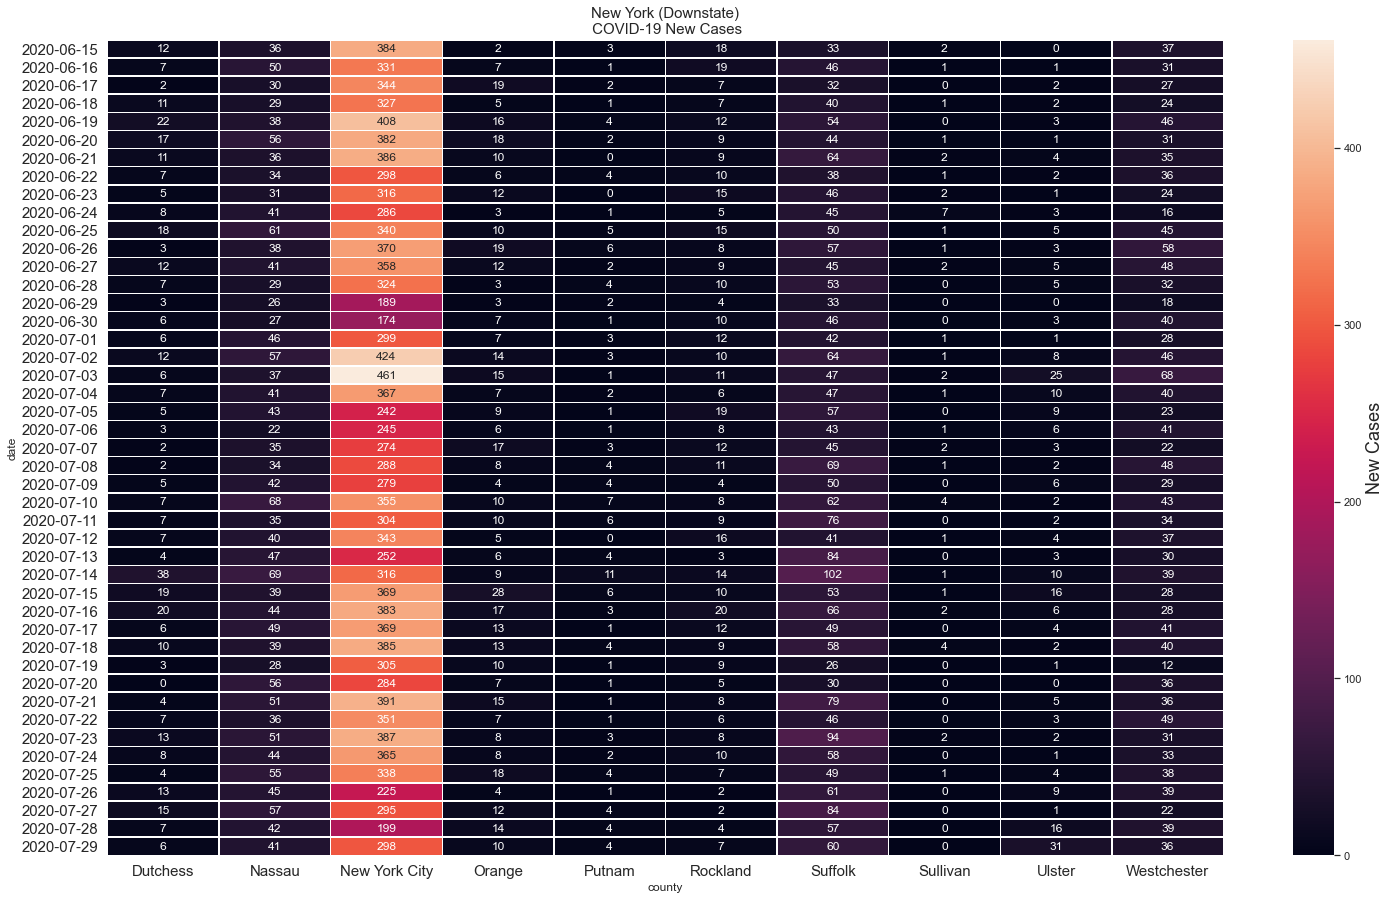 New York (Downstate)
COVID-19 New Cases
2020-06-15 12 36 384 2 3 18 33 2 0 37
2020-06-16 7 50 331 7 1 19 46 1 1 31
2020-06-17 2 30 344 19 2 7 32 0 2 27
2020-06-18 11 29 327 5 1 7 40 1 2 24
2020-06-19 22 38 408 16 4 12 54 0 3 46
2020-06-20 17 56 382 18 2 9 44 1 1 31
2020-06-21 11 36 386 10 0 9 64 2 4 35
2020-06-22 7 34 298 6 4 10 38 1 2 36
2020-06-23 5 31 316 12 0 15 46 2 1 24
2020-06-24 8 41 286 3 1 5 45 7 3 16
2020-06-25 18 61 340 10 5 15 50 1 5 45
2020-06-26 3 38 370 19 6 8 57 1 3 58
2020-06-27 12 41 358 12 2 9 45 2 5 48
2020-06-28 7 29 324 3 4 10 53 0 5 32
2020-06-29 3 26 189 3 2 4 33 0 0 18
2020-06-30 6 27 174 7 1 10 46 0 3 40
2020-07-01 6 46 299 7 3 12 42 1 1 28
2020-07-02 12 57 424 14 3 10 64 1 8 46
2020-07-03 6 37 461 15 1 11 47 2 25 68
2020-07-04 7 41 367 7 2 6 47 1 10 40
2020-07-05 5 43 242 9 1 19 57 0 9 23
2020-07-06 3 22 245 6 1 8 43 1 6 41
2020-07-07 2 35 274 17 3 12 45 2 3 22
2020-07-08 2 34 288 8 4 11 69 1 2 48
2020-07-09 5 42 279 4 4 4 50 0 6 29
2020-07-10 7 68 355 10 7 8 62 4 2 43
2020-07-11 7 35 304 10 6 9 76 0 2 34
2020-07-12 7 40 343 5 0 16 41 1 4 37
2020-07-13 4 47 252 6 4 3 84 0 3 30
2020-07-14 38 69 316 9 11 14 102 1 10 39
2020-07-15 19 39 369 28 6 10 53 1 16 28
2020-07-16 20 44 383 17 3 20 66 2 6 28
2020-07-17 6 49 369 13 1 12 49 0 4 41
2020-07-18 10 39 385 13 4 9 58 4 2 40
2020-07-19 3 28 305 10 1 9 26 0 1 12
2020-07-20 0 56 284 7 1 5 30 0 0 36
2020-07-21 4 51 391 15 1 8 79 0 5 36
2020-07-22 7 36 351 7 1 6 46 0 3 49
2020-07-23 13 51 387 8 3 8 94 2 2 31
2020-07-24 8 44 365 8 2 10 58 0 1 33
2020-07-25 4 55 338 18 4 7 49 1 4 38
2020-07-26 13 45 225 4 1 2 61 0 9 39
2020-07-27 15 57 295 12 4 2 84 0 1 22
2020-07-28 7 42 199 14 4 4 57 0 16 39
2020-07-29 6 41 298 10 4 7 60 0 31 36
Dutchess Nassau New York City Orange Putnam Rockland Suffolk Sullivan Ulster Westchester
county
date
400
300
200
100
0
New Cases